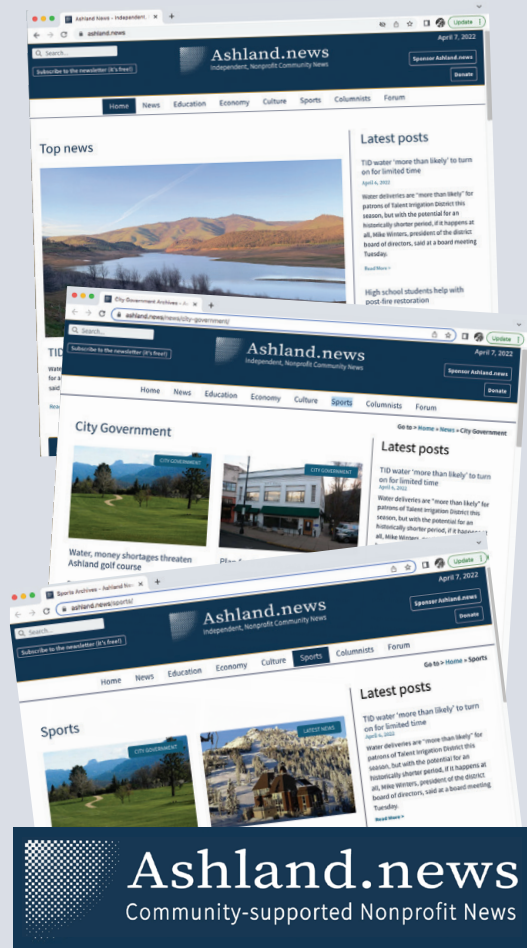 Ashland News - Independent,
ashland.news
Update
Search...
Subscribe to the newsletter (it's free!)
Ashland.news
Independent, Nonprofit Community News
April 7, 2022
Sponsor Ashland.news
Donate
Home News Education Economy Culture Sports Columnists Forum
Top news
Latest posts
TID water 'more than likely' to turn
on for limited time
April 6, 2022
Water deliveries are "more than likely" for
patrons of Talent Irrigation District this
season, but with the potential for an
historically shorter period, if it happens at
all, Mike Winters, president of the district
board of directors, said at a board meeting
Tuesday.
Read More »
High school students help with
post-fire restoration
TID
Wate
for a
said
Rea
City Government Archives - As
ashland.news/news/city-government/
Update
Search...
Subscribe to the newsletter (it's free!)
Ashland.news
Independent, Nonprofit Community News
April 7, 2022
Sponsor Ashland.news
Donate
Home News Education Economy Culture Sports Columnists Forum
Go to > Home » News » City Government
City Government
CITY GOVERNMENT
CITY GOVERNMENT
Water, money shortages threaten
Ashland golf course
Latest posts
TID water 'more than likely' to turn
on for limited time
April 6, 2022
Water deliveries are "more than likely" for
patrons of Talent Irrigation District this
season, but with the potential for an
historically shorter period, if it happens at
all, Mike Winters, president of the district
Sports Archives - Ashland New
ashland.news/sports/
Update
Search...
Subscribe to the newsletter (it's free!)
Ashland.news
Independent, Nonprofit Community News
April 7, 2022
Sponsor Ashland.news
Donate
Home News Education Economy Culture Sports Columnists Forum
Go to > Home » Sports
Sports
CITY GOVERNMENT
LATEST NEWS
Latest posts
TID water 'more than likely' to turn
on for limited time
April 6, 2022
Water deliveries are "more than likely" for
patrons of Talent Irrigation District this
season, but with the potential for an
historically shorter period, if it happens at
all, Mike Winters, president of the district
board of directors, said at a board meeting
Tuesday.
Read More »
Ashland.news
Community-supported Nonprofit News